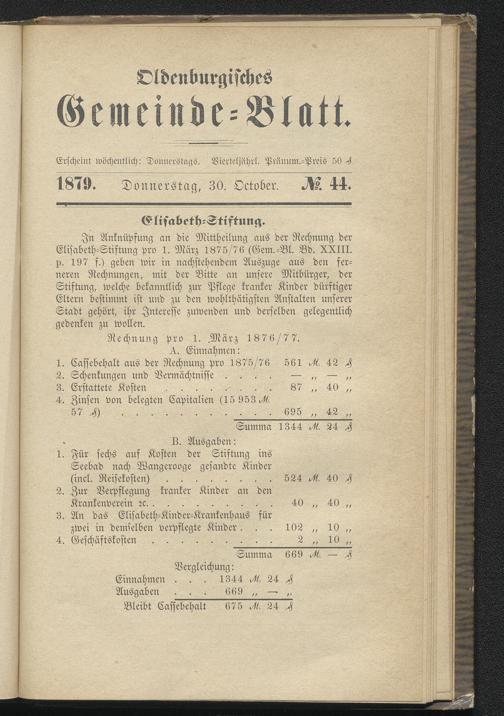 Oldenburgisches
Gemeinde-Blatt.
Erscheint wöchentlich: Donnerstags. Vierteljährl. Pränum.-Preis 50 ₰
1879. Donnerstag, 30. October. № 44.
Elisabeth-Stiftung.
In Anknüpfung an die Mittheilung aus der Rechnung der
Elisabeth-Stiftung pro 1. März 1875/76 (Gem.-Bl. Bd. XXIII.
p. 197 f.) geben wir in nachstehendem Auszuge aus den fer-
neren Rechnungen, mit der Bitte an unsere Mitbürger, der
Stiftung, welche bekanntlich zur Pflege kranker Kinder dürftiger
Eltern bestimmt ist und zu den wohlthätigsten Anstalten unserer
Stadt gehört, ihr Interesse zuwenden und derselben gelegentlich
gedenken zu wollen.
Rechnung pro 1. März 1876/77.
A. Einnahmen:
1. Cassebehalt aus der Rechnung pro 1875/76 561 ℳ 42 ₰
2. Schenkungen und Vermächtnisse . . . . — „ — „
3. Erstattete Kosten . . . . . . . . 87 „ 40 „
4. Zinsen von belegten Capitalien (15 953 ℳ
57 ₰) . . . . . . . . . . . 695 „ 42 „
Summa 1344 ℳ 24 ₰
B. Ausgaben:
1. Für sechs auf Kosten der Stiftung ins
Seebad nach Wangerooge gesandte Kinder
(incl. Reisekosten) . . . . . . . . 524 ℳ 40 ₰
2. Zur Verpflegung kranker Kinder an den
Krankenverein ꝛc. . . . . . . . . 40 „ 40 „
3. An das Elisabeth-Kinder-Krankenhaus für
zwei in demselben verpflegte Kinder . . . 102 „ 10 „
4. Geschäftskosten . . . . . . . . . 2 „ 10 „
Summa 669 ℳ — ₰
Vergleichung:
Einnahmen . . . 1344 ℳ 24 ₰
Ausgaben . . . 669 „ — „
Bleibt Cassebehalt 675 ℳ 24 ₰